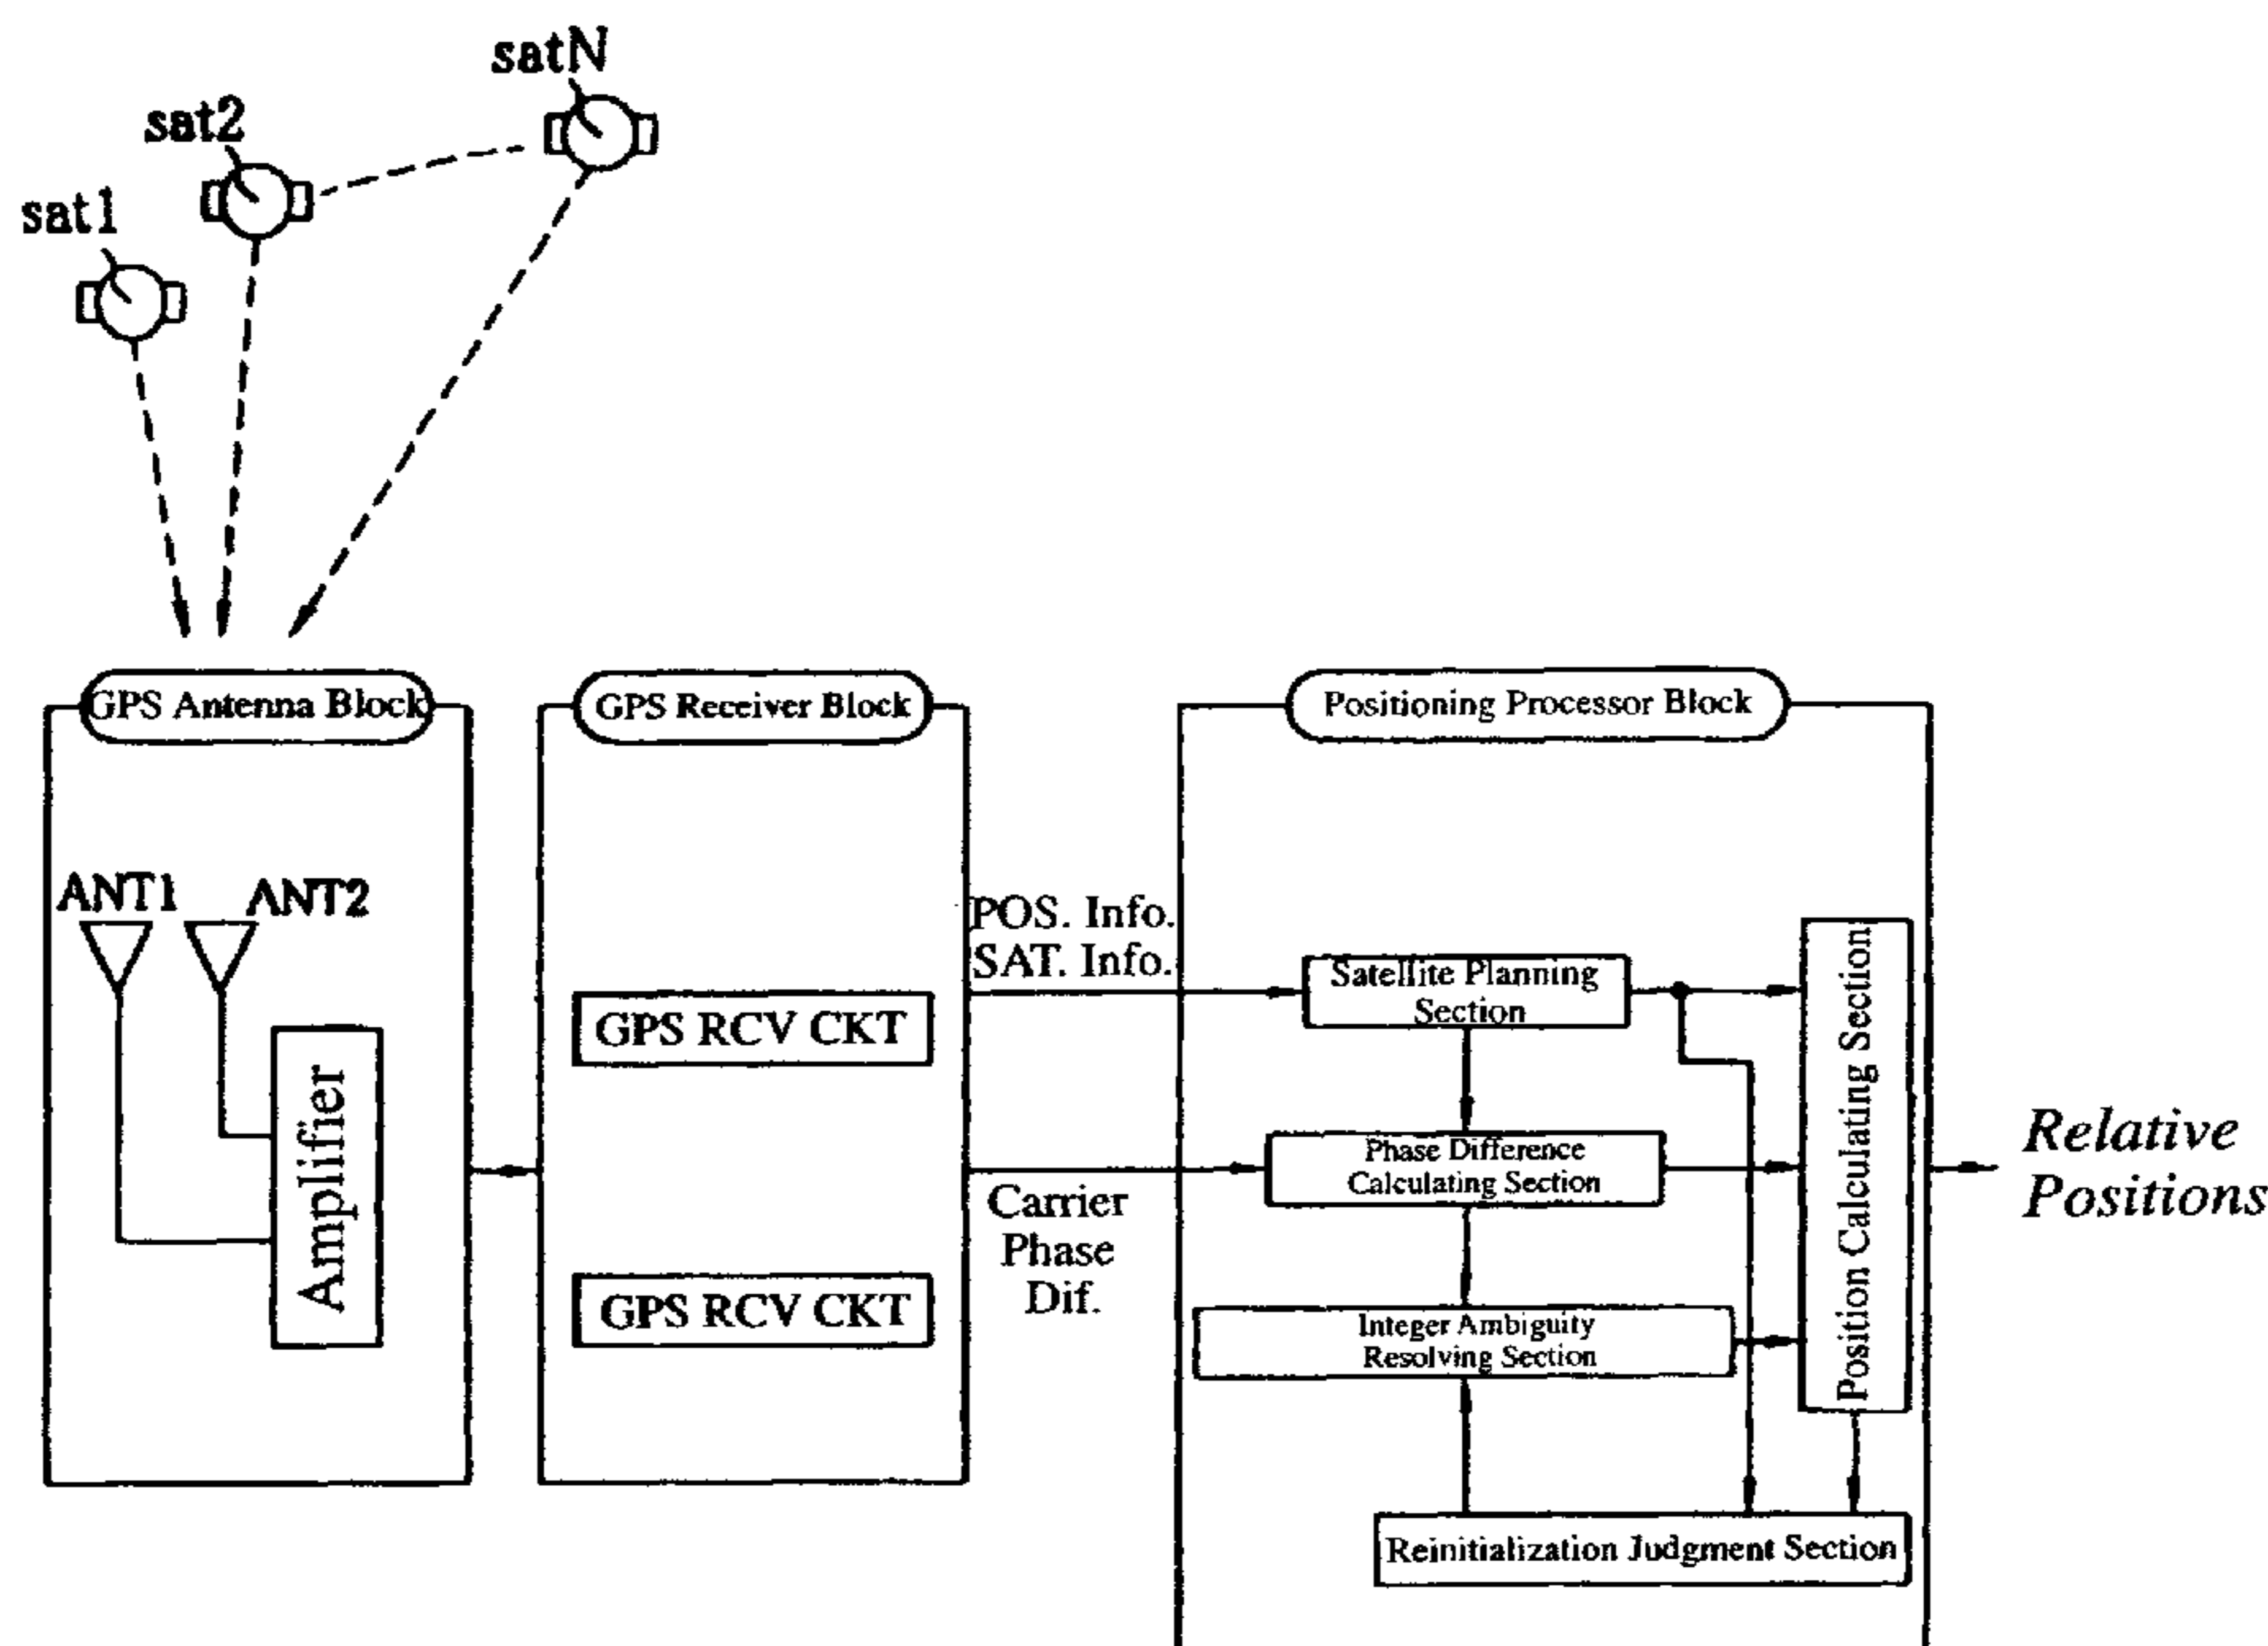 satN
sat2
sat1
GPS Antenna Block
GPS Receiver Block
Positioning Processor Block
ANT1
ANT2
Amplifier
GPS RCV CKT
GPS RCV CKT
POS. Info.
SAT. Info.
Carrier
Phase
Dif.
Satellite Planning
Section
Phase Difference
Calculating Section
Integer Ambiguity
Resolving Section
Position Calculating Section
Reinitialization Judgment Section
Relative
Positions